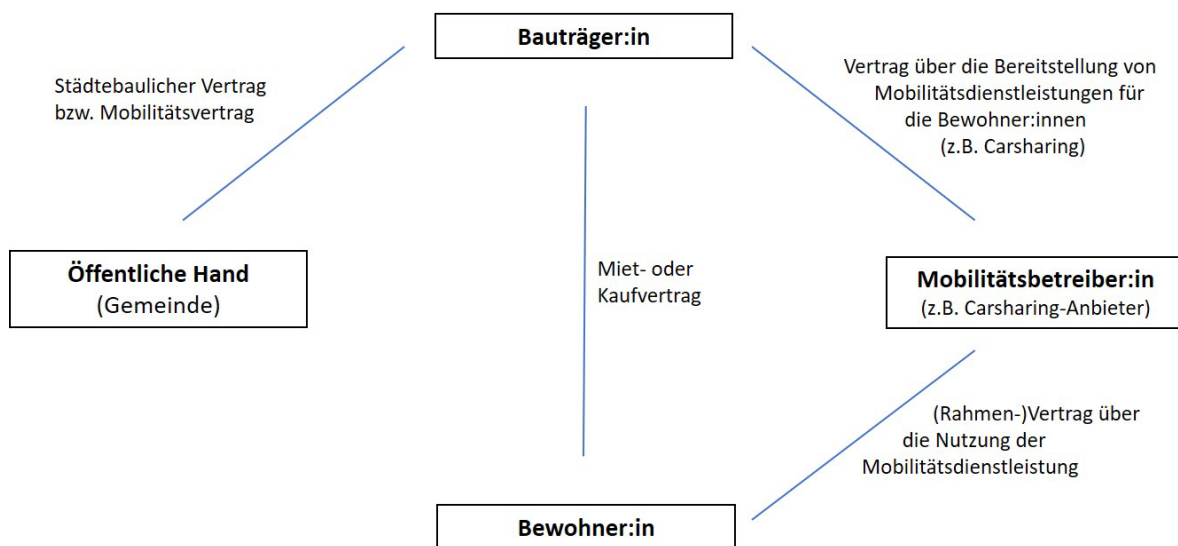 Bauträger:in
Städtebaulicher Vertrag
bzw. Mobilitätsvertrag
Vertrag über die Bereitstellung von
Mobilitätsdienstleistungen für
die Bewohner:innen
(z.B. Carsharing)
Öffentliche Hand
(Gemeinde)
Miet- oder
Kaufvertrag
Mobilitätsbetreiber:in
(z.B. Carsharing-Anbieter)
(Rahmen-)Vertrag über
die Nutzung der
Mobilitätsdienstleistung
Bewohner:in